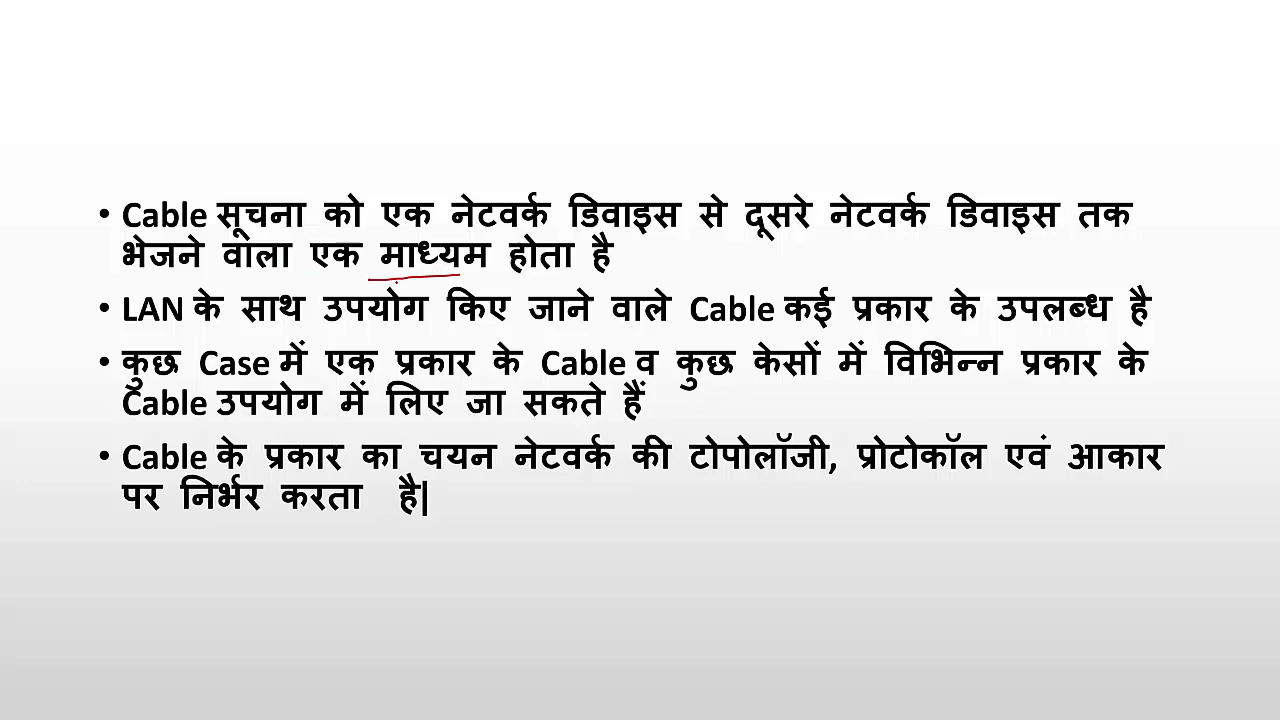 • Cable सूचना को एक नेटवर्क डिवाइस से दूसरे नेटवर्क डिवाइस तक
भेजने वाला एक माध्यम होता है
• LAN के साथ उपयोग किए जाने वाले Cable कई प्रकार के उपलब्ध है
• कुछ Case में एक प्रकार के Cable व कुछ केसों में विभिन्न प्रकार के
Cable उपयोग में लिए जा सकते हैं
• Cable के प्रकार का चयन नेटवर्क की टोपोलॉजी, प्रोटोकॉल एवं आकार
पर निर्भर करता है|